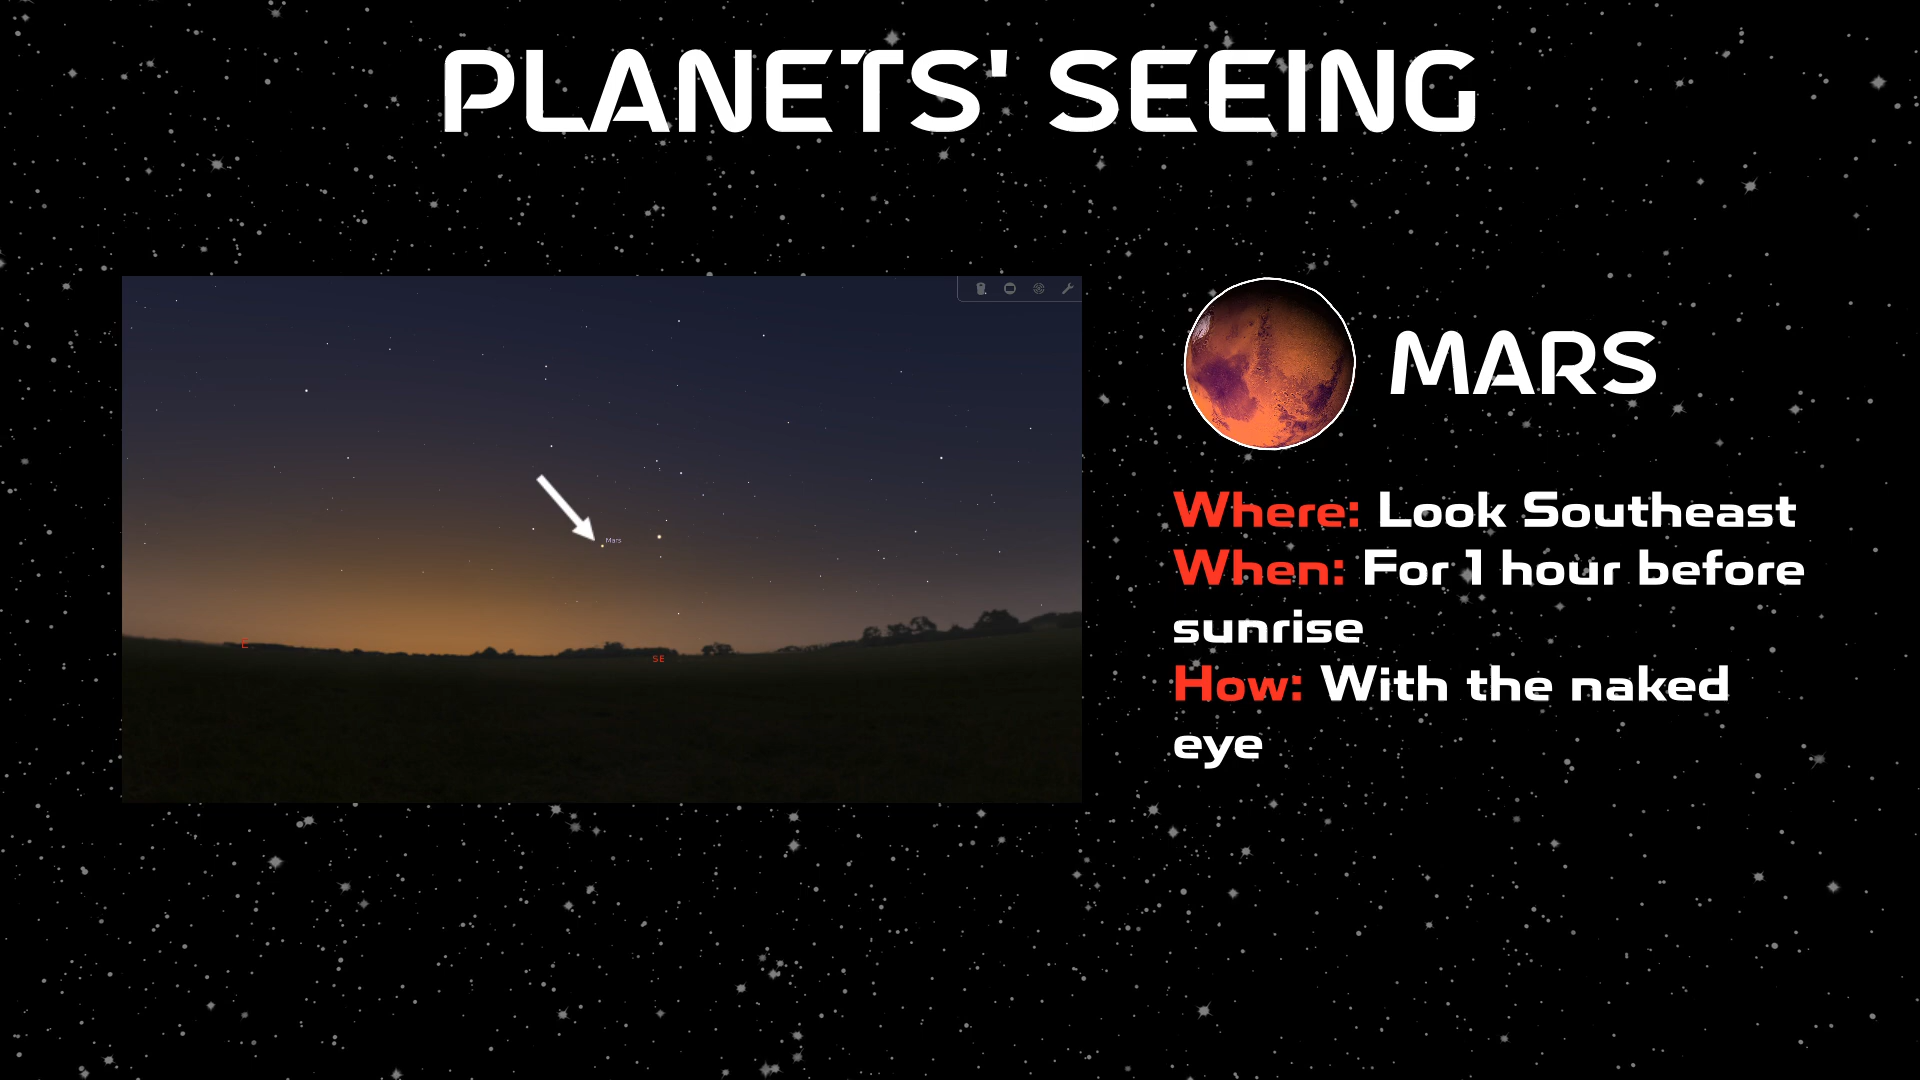 PLANETS' SEEING
Mars
E
SE
MARS
Where: Look Southeast
When: For 1 hour before
sunrise
How: With the naked
eye